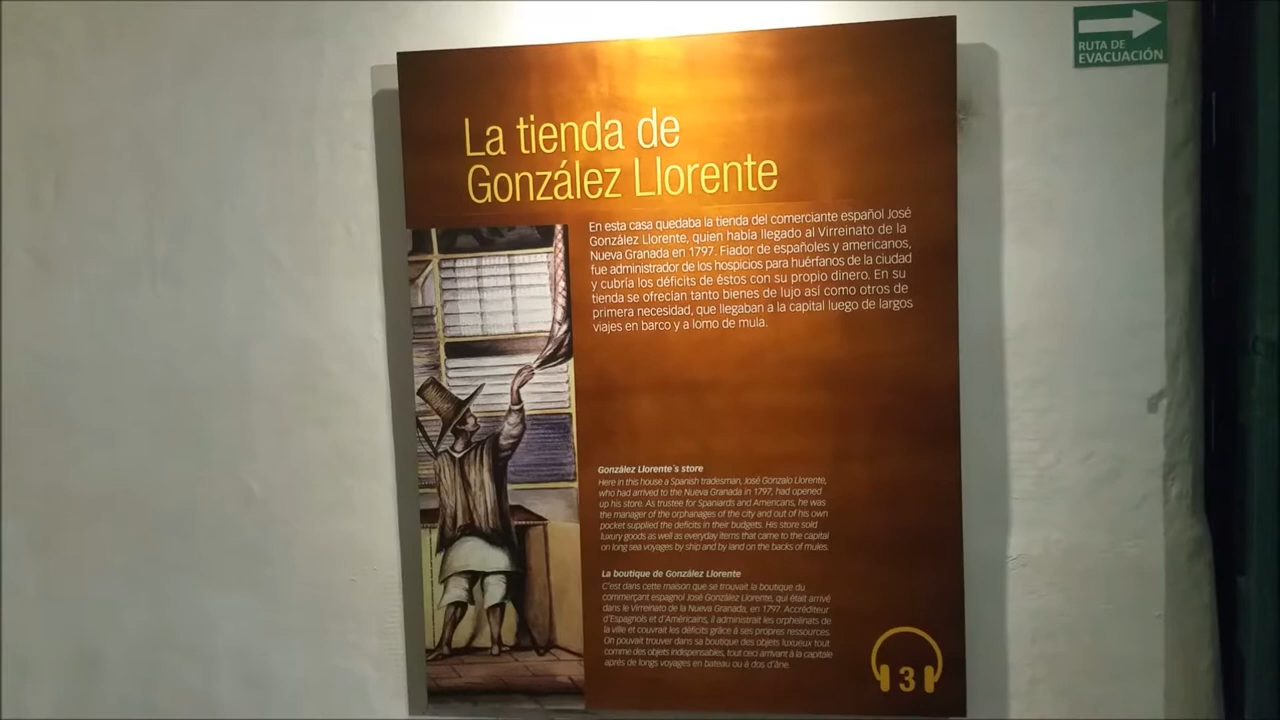 RUTA DE
EVACUACIÓN
La tienda de
González Llorente
En esta casa quedaba la tienda del comerciante español José
González Llorente, quien había llegado al Virreinato de la
Nueva Granada en 1797. Fiador de españoles y americanos,
fue administrador de los hospicios para huérfanos de la ciudad
y cubría los déficits de éstos con su propio dinero. En su
tienda se ofrecían tanto bienes de lujo así como otros de
primera necesidad, que llegaban a la capital luego de largos
viajes en barco y a lomo de mula.
González Llorente´s store
Here in this house a Spanish tradesman, José Gonzalo Llorente,
who had arrived to the Nueva Granada in 1797, had opened
up his store. As trustee for Spaniards and Americans, he was
the manager of the orphanages of the city and out of his own
pocket supplied the deficits in their budgets. His store sold
luxury goods as well as everyday items that came to the capital
on long sea voyages by ship and by land on the backs of mules.
La boutique de González Llorente
C'est dans cette maison que se trouvait la boutique du
commerçant espagnol José González Llorente, qui était arrivé
dans le Virreinato de la Nueva Granada, en 1797. Accréditeur
d'Espagnols et d'Américains, il administrait les orphelinats de
la ville et couvrait les déficits grâce á ses propres ressources.
On pouvait trouver dans sa boutique des objets luxueux tout
comme des objets indispensables, tout ceci arrivant à la capitale
après de longs voyages en bateau ou à dos d'âne.
3